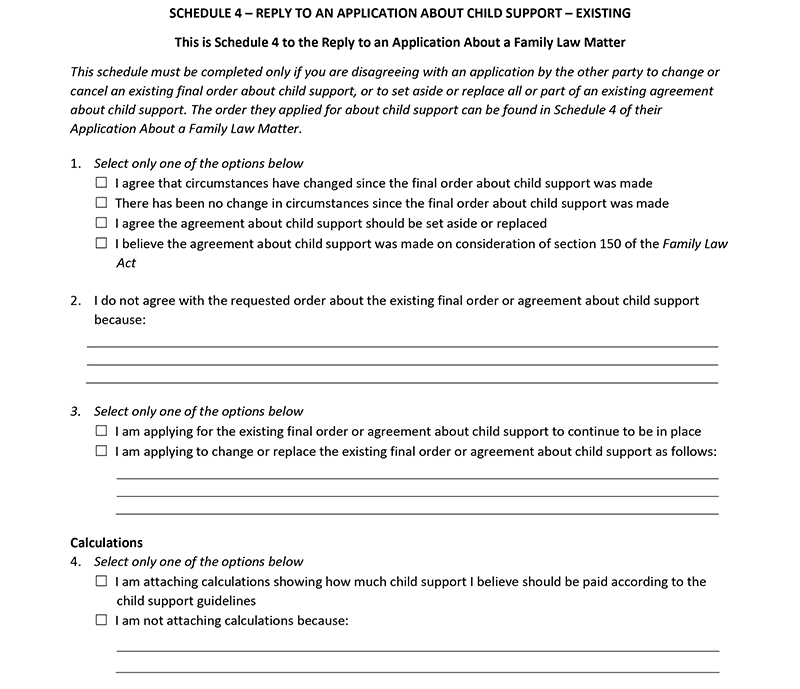 SCHEDULE 4 – REPLY TO AN APPLICATION ABOUT CHILD SUPPORT – EXISTING
This is Schedule 4 to the Reply to an Application About a Family Law Matter
This schedule must be completed only if you are disagreeing with an application by the other party to change or
cancel an existing final order about child support, or to set aside or replace all or part of an existing agreement
about child support. The order they applied for about child support can be found in Schedule 4 of their
Application About a Family Law Matter.
1. Select only one of the options below
☐ I agree that circumstances have changed since the final order about child support was made
☐ There has been no change in circumstances since the final order about child support was made
☐ I agree the agreement about child support should be set aside or replaced
☐ I believe the agreement about child support was made on consideration of section 150 of the Family Law
Act
2. I do not agree with the requested order about the existing final order or agreement about child support
because:
3. Select only one of the options below
☐ I am applying for the existing final order or agreement about child support to continue to be in place
☐ I am applying to change or replace the existing final order or agreement about child support as follows:
Calculations
4. Select only one of the options below
☐ I am attaching calculations showing how much child support I believe should be paid according to the
child support guidelines
☐ I am not attaching calculations because: